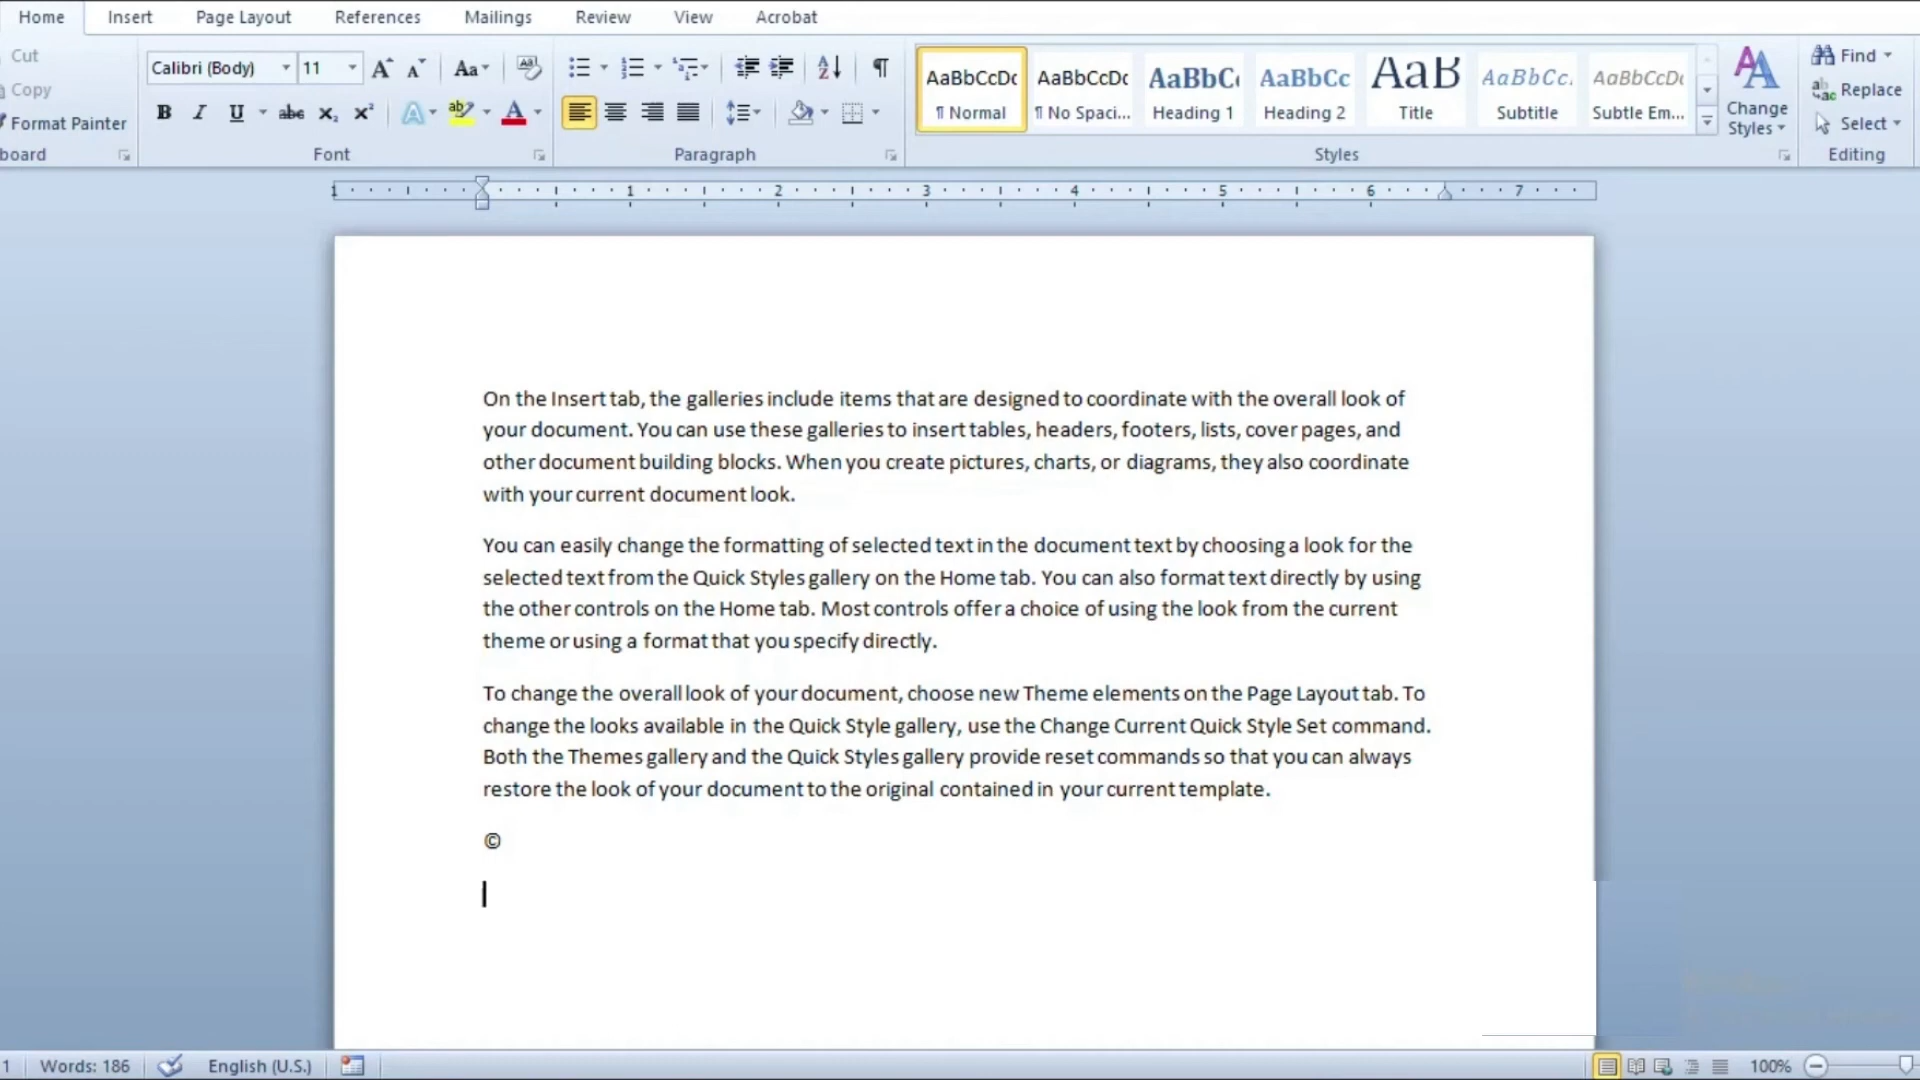 Home Insert Page Layout References Mailings Review View Acrobat
Cut
Copy
Format Painter
board
Calibri (Body) 11
Font
Paragraph
AaBbCcDc AaBbCcDc AaBbC AaBbCc AaB AaBbCc. AaBbCcDc
¶ Normal ¶ No Spaci... Heading 1 Heading 2 Title Subtitle Subtle Em...
Change
Styles
Styles
Find
Replace
Select
Editing
1 1 2 3 4 5 6 7
On the Insert tab, the galleries include items that are designed to coordinate with the overall look of
your document. You can use these galleries to insert tables, headers, footers, lists, cover pages, and
other document building blocks. When you create pictures, charts, or diagrams, they also coordinate
with your current document look.
You can easily change the formatting of selected text in the document text by choosing a look for the
selected text from the Quick Styles gallery on the Home tab. You can also format text directly by using
the other controls on the Home tab. Most controls offer a choice of using the look from the current
theme or using a format that you specify directly.
To change the overall look of your document, choose new Theme elements on the Page Layout tab. To
change the looks available in the Quick Style gallery, use the Change Current Quick Style Set command.
Both the Themes gallery and the Quick Styles gallery provide reset commands so that you can always
restore the look of your document to the original contained in your current template.
©
1 Words: 186 English (U.S.) 100%